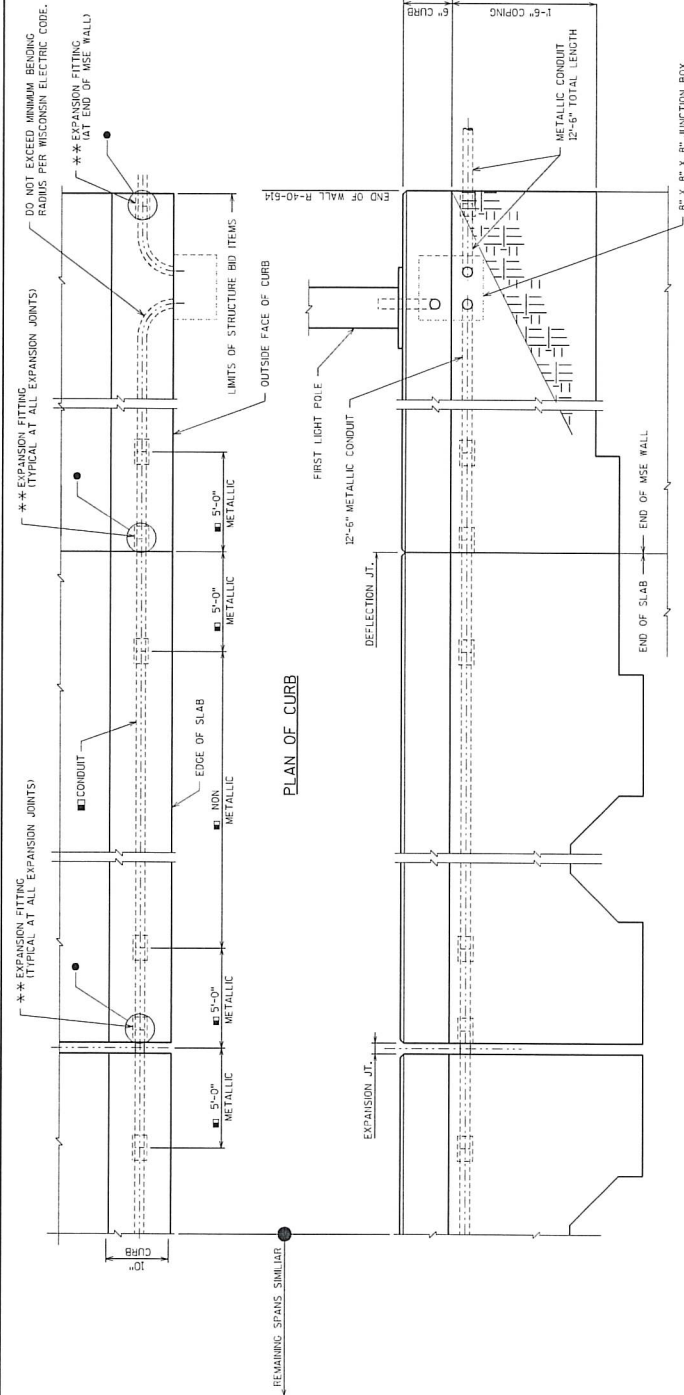 ** EXPANSION FITTING
(TYPICAL AT ALL EXPANSION JOINTS)
** EXPANSION FITTING
(TYPICAL AT ALL EXPANSION JOINTS)
DO NOT EXCEED MINIMUM BENDING
RADIUS PER WISCONSIN ELECTRIC CODE.
** EXPANSION FITTING
(AT END OF MSE WALL)
CONDUIT
10"
CURB
EDGE OF SLAB
LIMITS OF STRUCTURE BID ITEMS
OUTSIDE FACE OF CURB
5'-0"
METALLIC
5'-0"
METALLIC
NON
METALLIC
5'-0"
METALLIC
5'-0"
METALLIC
PLAN OF CURB
REMAINING SPANS SIMILIAR
EXPANSION JT.
DEFLECTION JT.
FIRST LIGHT POLE
12'-6" METALLIC CONDUIT
END OF WALL R-40-614
6" CURB
1'-6" COPING
METALLIC CONDUIT
12'-6" TOTAL LENGTH
END OF SLAB
END OF MSE WALL
8" X 8" X 8" JUNCTION BOX